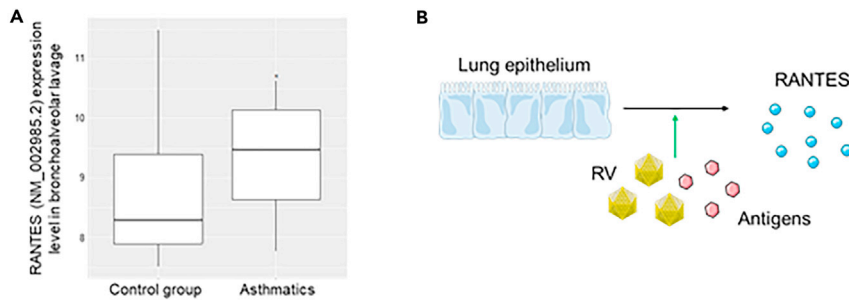 A
RANTES (NM_002985.2) expression
level in bronchoalveolar lavage
11
10
9
8
Control group
Asthmatics
B
Lung epithelium
RANTES
RV
Antigens